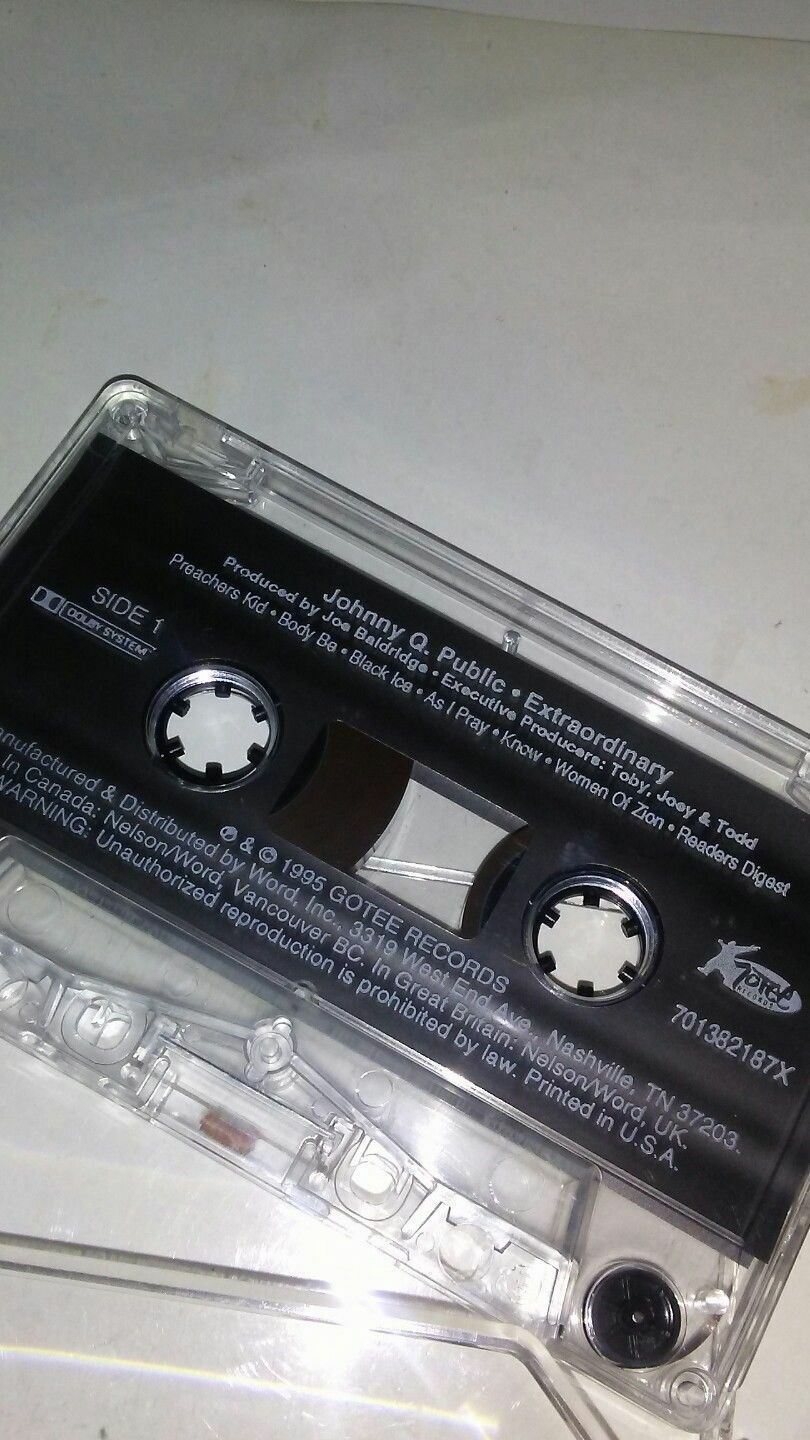 Johnny Q. Public • Extraordinary
Produced by Joe Baldridge • Executive Producers: Toby, Joey & Todd
Preachers Kid • Body Be • Black Ice • As I Pray • Know • Women Of Zion • Readers Digest
SIDE 1
DOLBY SYSTEM
GOTEE
RECORDS
701382187X
℗ & © 1995 GOTEE RECORDS
anufactured & Distributed by Word, Inc., 3319 West End Ave., Nashville, TN 37203.
In Canada: Nelson/Word, Vancouver BC. In Great Britain: Nelson/Word, UK.
WARNING: Unauthorized reproduction is prohibited by law. Printed in U.S.A.